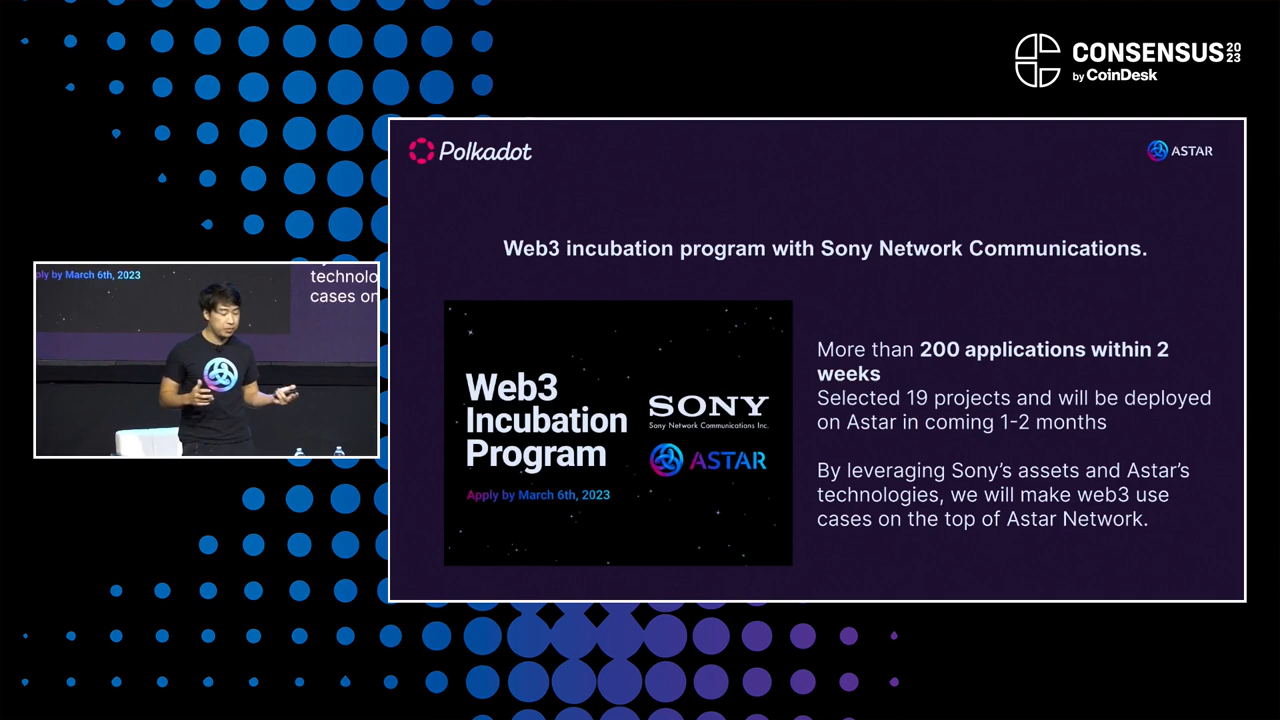 CONSENSUS 20 23
by CoinDesk
Polkadot
ASTAR
Web3 incubation program with Sony Network Communications.
Web3
Incubation
Program
Apply by March 6th, 2023
SONY
Sony Network Communications Inc.
ASTAR
More than 200 applications within 2
weeks
Selected 19 projects and will be deployed
on Astar in coming 1-2 months
By leveraging Sony’s assets and Astar’s
technologies, we will make web3 use
cases on the top of Astar Network.
ply by March 6th, 2023
technolo
cases on